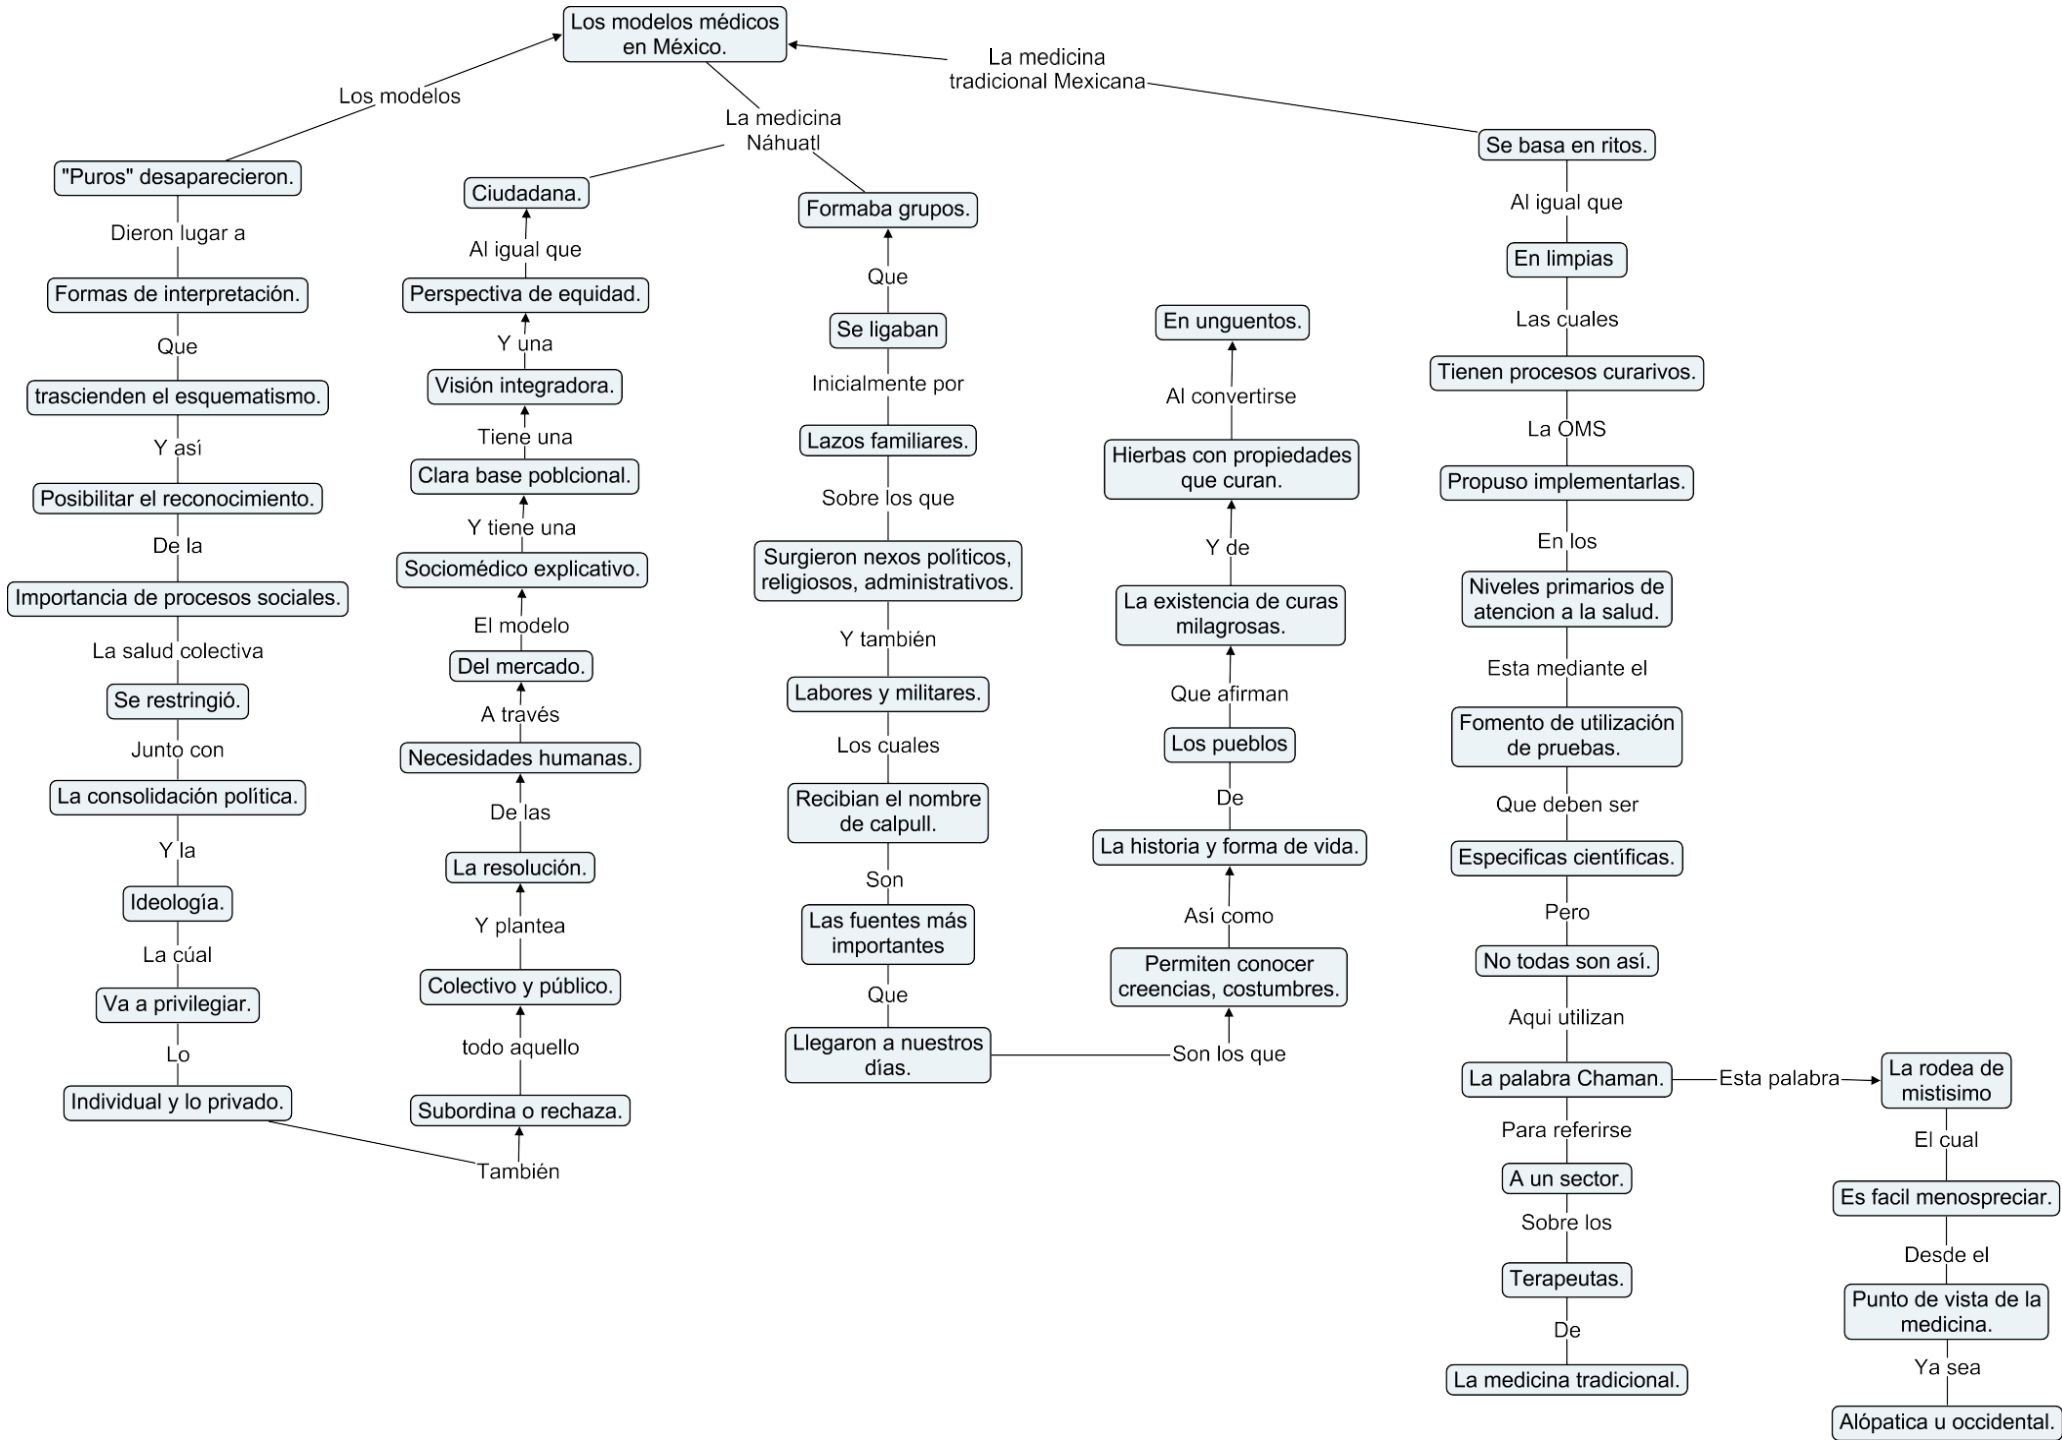 Los modelos médicos
en México.
Los modelos
"Puros" desaparecieron.
Dieron lugar a
Formas de interpretación.
Que
trascienden el esquematismo.
Y así
Posibilitar el reconocimiento.
De la
Importancia de procesos sociales.
La salud colectiva
Se restringió.
Junto con
La consolidación política.
Y la
Ideología.
La cúal
Va a privilegiar.
Lo
Individual y lo privado.
También
Subordina o rechaza.
todo aquello
Colectivo y público.
Y plantea
La resolución.
De las
Necesidades humanas.
A través
Del mercado.
El modelo
Sociomédico explicativo.
Y tiene una
Clara base poblcional.
Tiene una
Visión integradora.
Y una
Perspectiva de equidad.
Al igual que
Ciudadana.
La medicina
Náhuatl
Formaba grupos.
Que
Se ligaban
Inicialmente por
Lazos familiares.
Sobre los que
Surgieron nexos políticos,
religiosos, administrativos.
Y también
Labores y militares.
Los cuales
Recibian el nombre
de calpull.
Son
Las fuentes más
importantes
Que
Llegaron a nuestros
días.
Son los que
Permiten conocer
creencias, costumbres.
Así como
La historia y forma de vida.
De
Los pueblos
Que afirman
La existencia de curas
milagrosas.
Y de
Hierbas con propiedades
que curan.
Al convertirse
En unguentos.
La medicina
tradicional Mexicana
Se basa en ritos.
Al igual que
En limpias
Las cuales
Tienen procesos curarivos.
La OMS
Propuso implementarlas.
En los
Niveles primarios de
atencion a la salud.
Esta mediante el
Fomento de utilización
de pruebas.
Que deben ser
Especificas científicas.
Pero
No todas son así.
Aqui utilizan
La palabra Chaman.
Para referirse
A un sector.
Sobre los
Terapeutas.
De
La medicina tradicional.
Esta palabra
La rodea de
mistisimo
El cual
Es facil menospreciar.
Desde el
Punto de vista de la
medicina.
Ya sea
Alópatica u occidental.